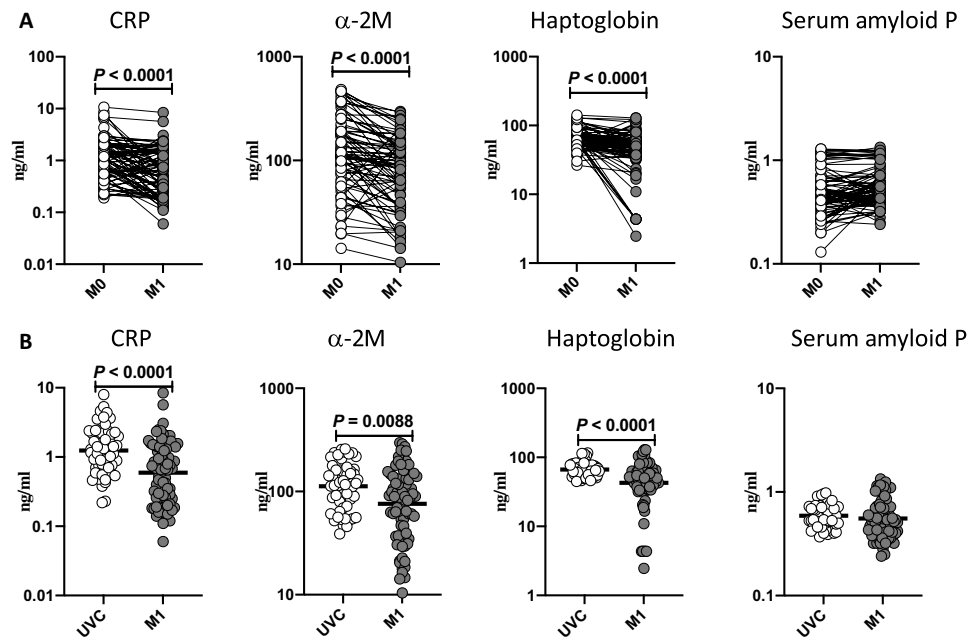 A
CRP
α-2M
Haptoglobin
Serum amyloid P
P < 0.0001
P < 0.0001
P < 0.0001
100
10
1
0.1
0.01
ng/ml
M0
M1
1000
100
10
ng/ml
M0
M1
1000
100
10
1
ng/ml
M0
M1
10
1
0.1
ng/ml
M0
M1
B
CRP
α-2M
Haptoglobin
Serum amyloid P
P < 0.0001
P = 0.0088
P < 0.0001
10
1
0.1
0.01
ng/ml
UVC
M1
1000
100
10
ng/ml
UVC
M1
1000
100
10
1
ng/ml
UVC
M1
10
1
0.1
ng/ml
UVC
M1